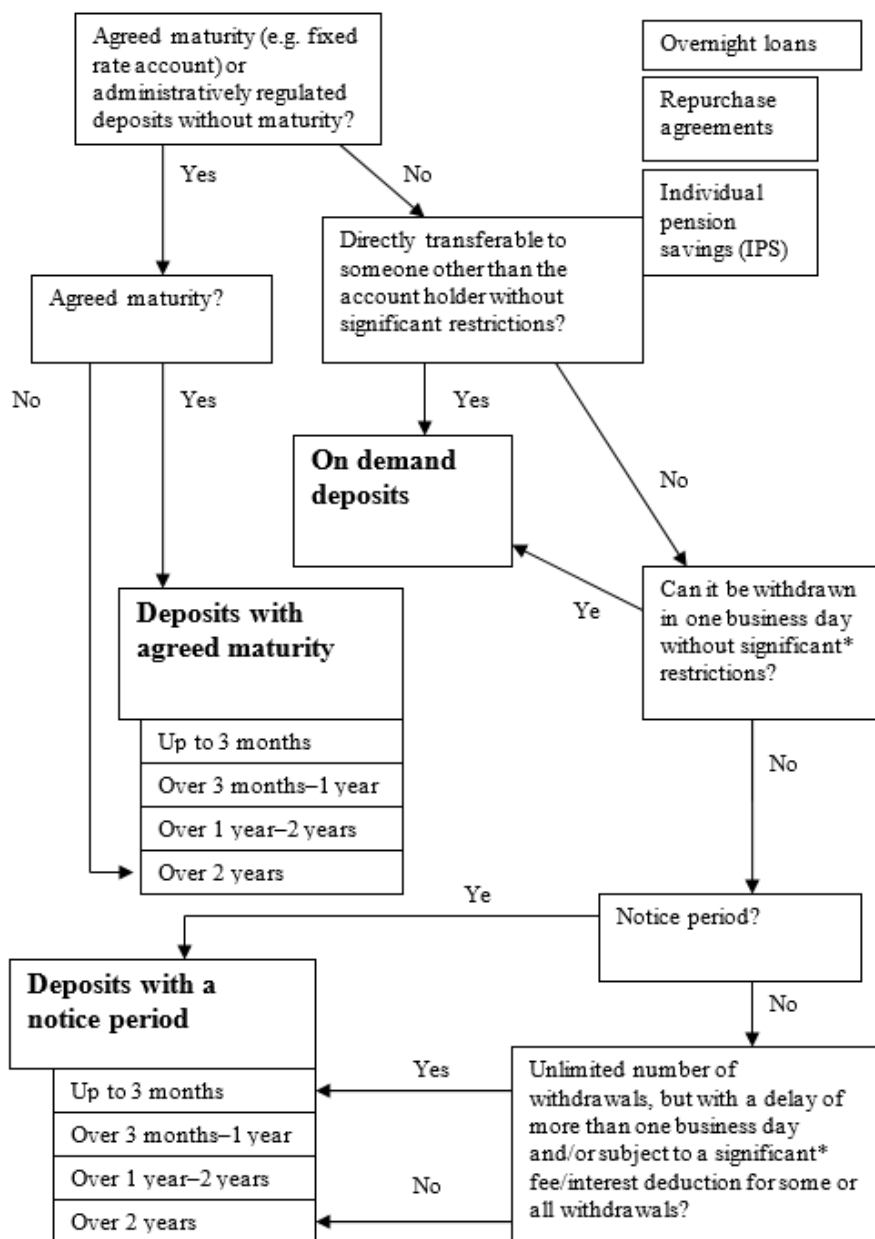 Agreed maturity (e.g. fixed
rate account) or
administratively regulated
deposits without maturity?
Overnight loans
Repurchase
agreements
Individual
pension
savings (IPS)
Yes
No
Directly transferable to
someone other than the
account holder without
significant restrictions?
Agreed maturity?
No
Yes
Yes
On demand
deposits
No
Can it be withdrawn
in one business day
without significant*
restrictions?
Ye
Deposits with
agreed maturity
Up to 3 months
Over 3 months–1 year
Over 1 year–2 years
Over 2 years
No
Ye
Notice period?
Deposits with a
notice period
No
Up to 3 months
Over 3 months–1 year
Over 1 year–2 years
Over 2 years
Yes
No
Unlimited number of
withdrawals, but with a delay of
more than one business day
and/or subject to a significant*
fee/interest deduction for some or
all withdrawals?